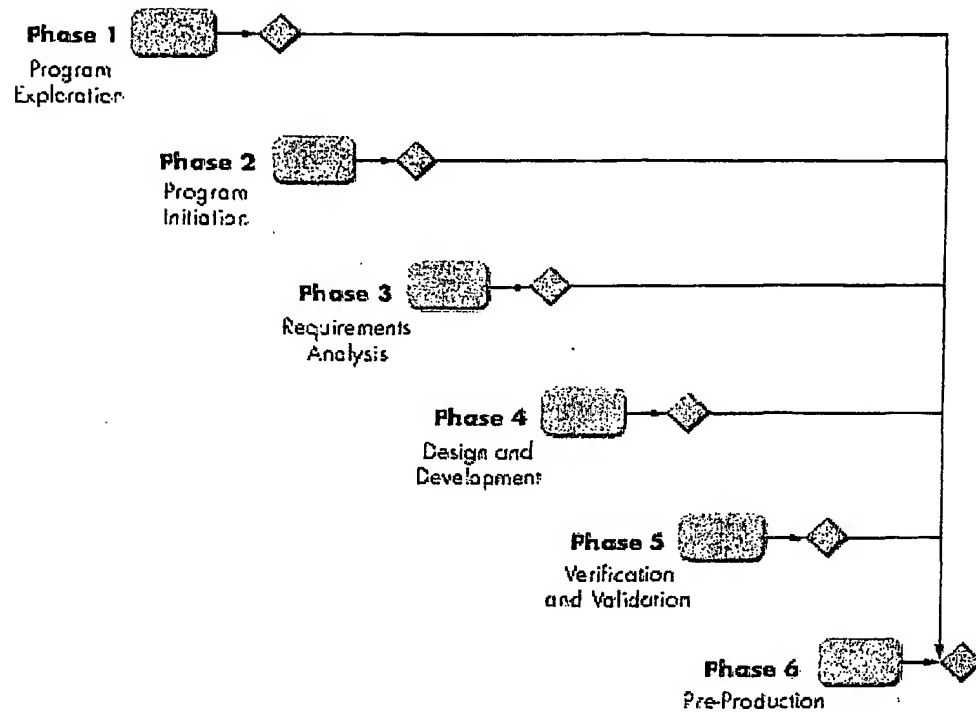 Phase 1
Program
Exploration
Phase 2
Program
Initiation
Phase 3
Requirements
Analysis
Phase 4
Design and
Development
Phase 5
Verification
and Validation
Phase 6
Pre-Production